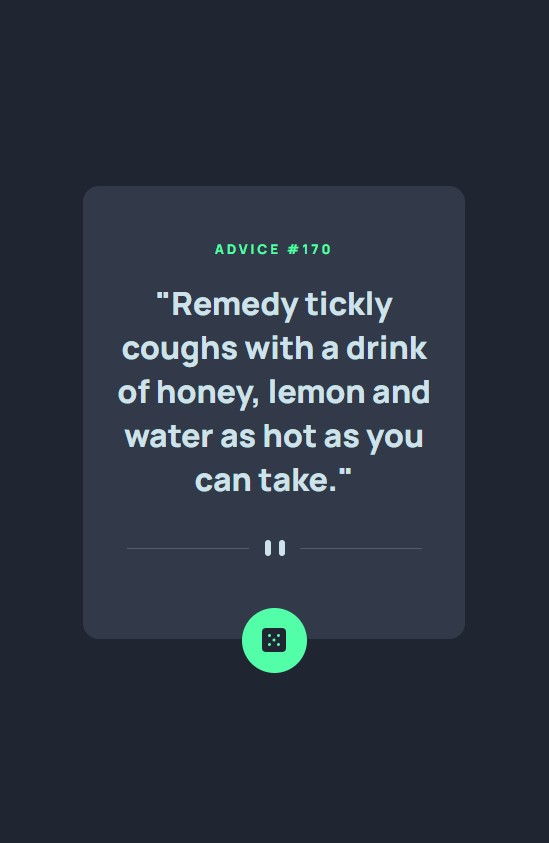 ADVICE #170
"Remedy tickly
coughs with a drink
of honey, lemon and
water as hot as you
can take."